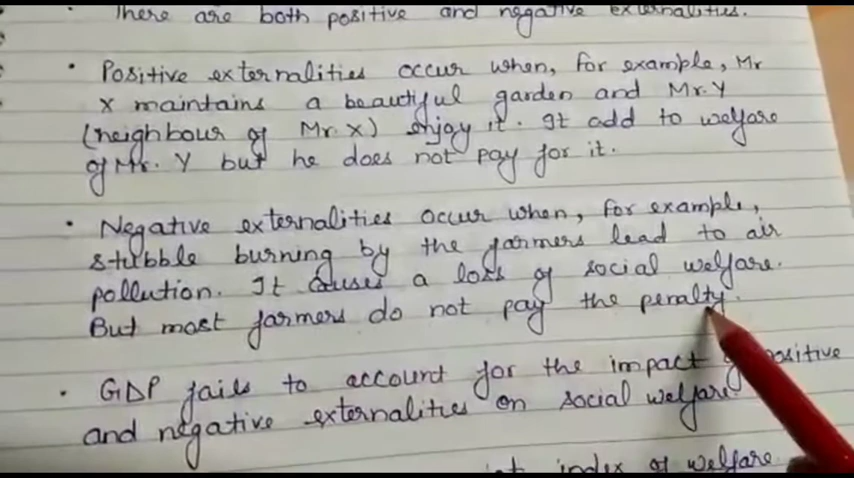 There are both positive and negative externalities.
Positive externalities occur when, for example, Mr
X maintains a beautiful garden and Mr. Y
(neighbour of Mr. X) enjoy it. It add to welfare
of Mr. Y but he does not pay for it.
Negative externalities occur when, for example,
stubble burning by the farmers lead to air
pollution. It causes a loss of social welfare.
But most farmers do not pay the penalty.
GDP fails to account for the impact of positive
and negative externalities on social welfare.
index of welfare